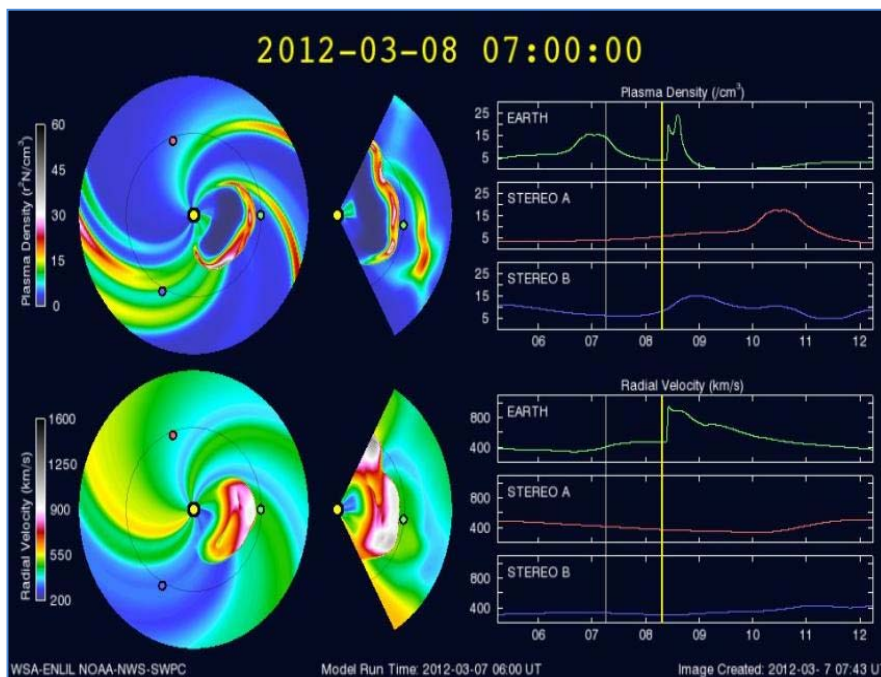 2012-03-08 07:00:00
Plasma Density (r²N/cm³)
60
45
30
15
0
Plasma Density (/cm³)
EARTH
25
15
5
STEREO A
25
15
5
STEREO B
25
15
5
06 07 08 09 10 11 12
Radial Velocity (km/s)
1600
1250
900
550
200
Radial Velocity (km/s)
EARTH
800
400
STEREO A
800
400
STEREO B
800
400
06 07 08 09 10 11 12
WSA-ENLIL NOAA-NWS-SWPC Model Run Time: 2012-03-07 06:00 UT Image Created: 2012-03- 7 07:43 U